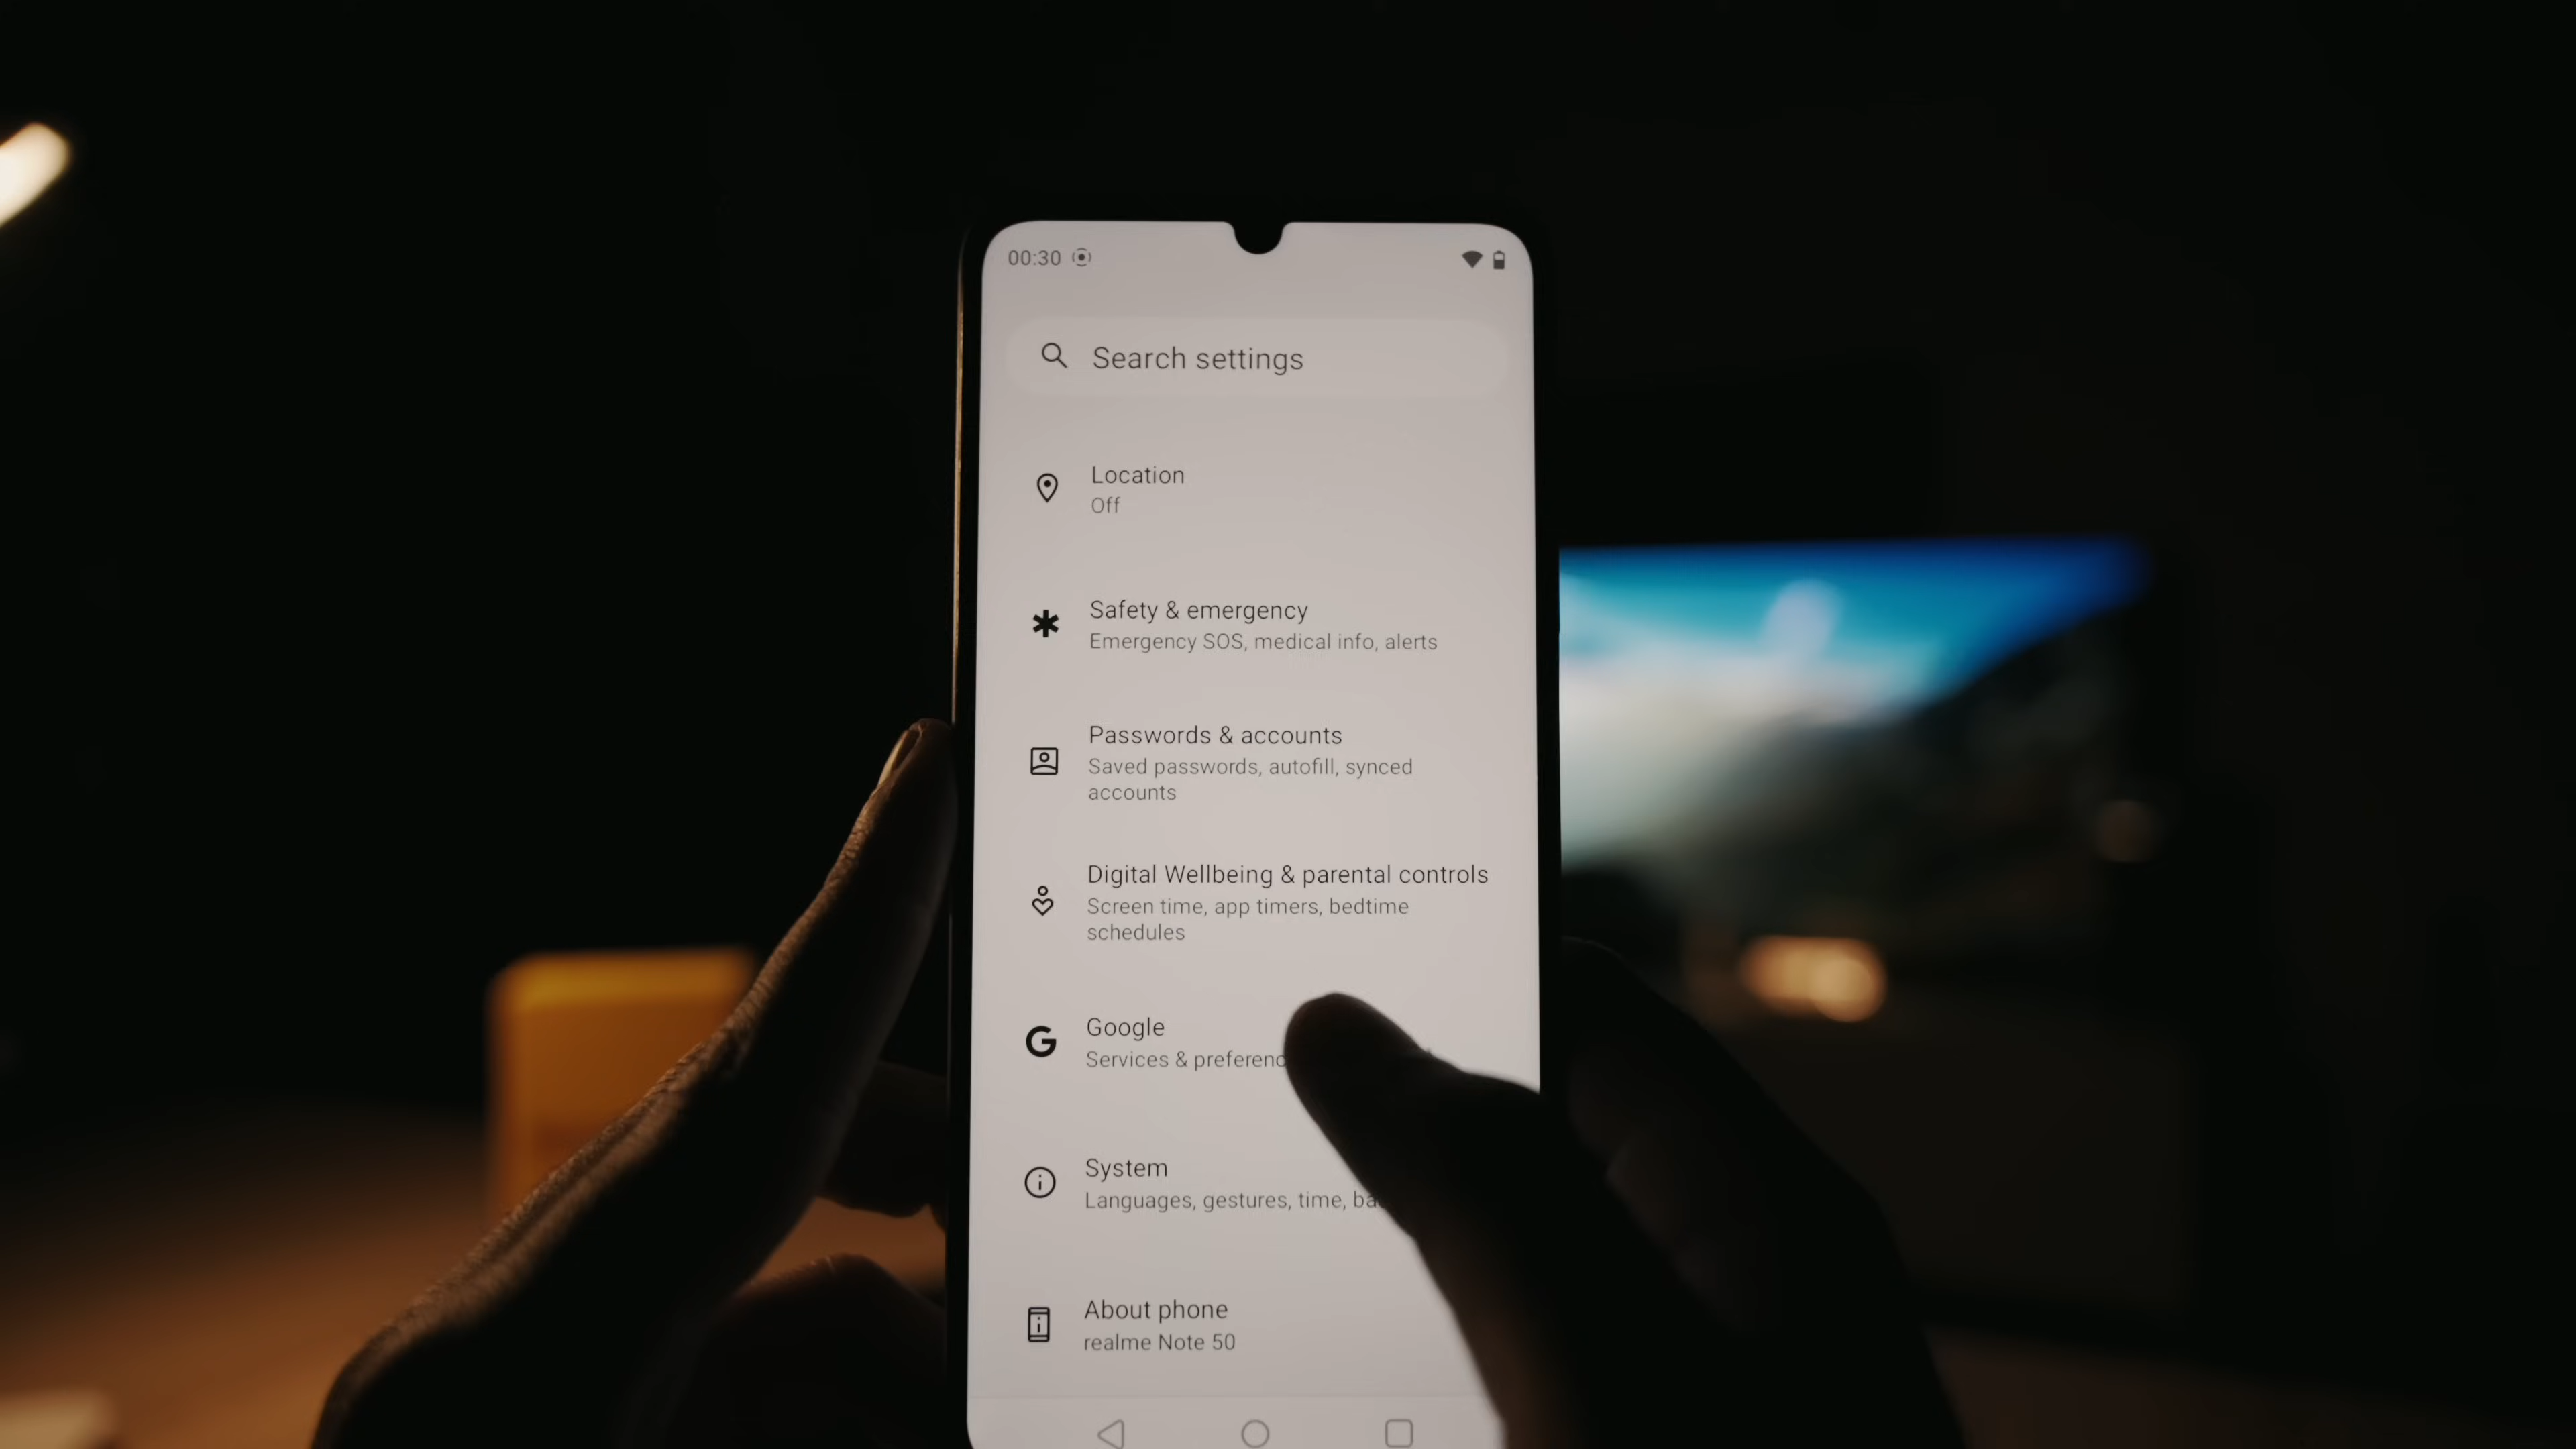 00:30
Search settings
Location
Off
Safety & emergency
Emergency SOS, medical info, alerts
Passwords & accounts
Saved passwords, autofill, synced
accounts
Digital Wellbeing & parental controls
Screen time, app timers, bedtime
schedules
Google
Services &
System
Languages, gestures, time,
About phone
realme Note 50